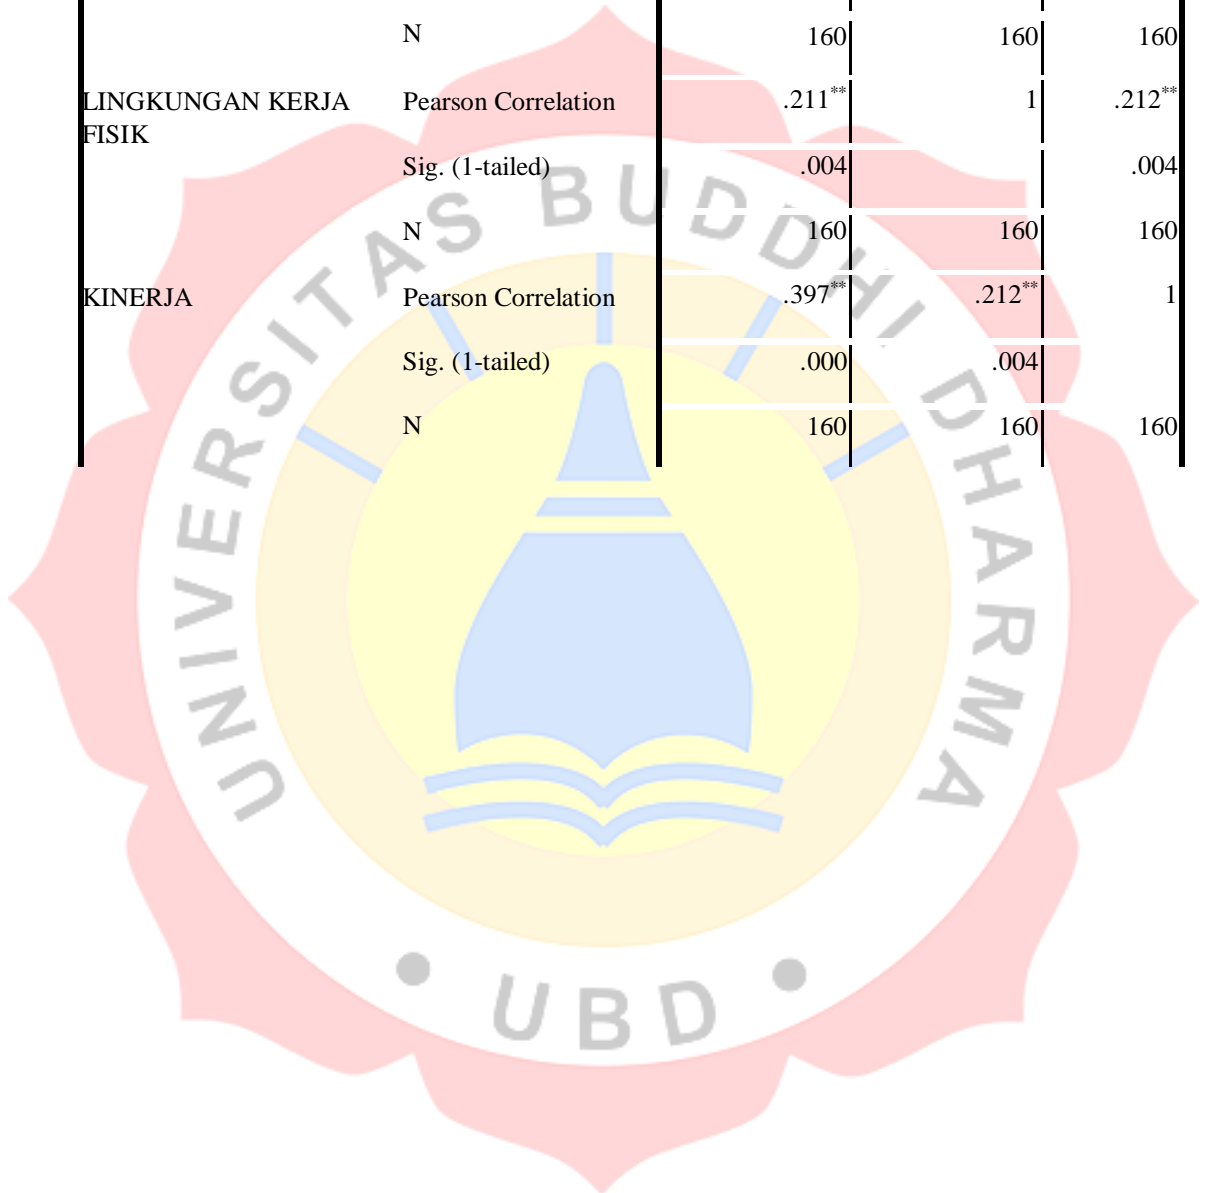 N 160 160 160
LINGKUNGAN KERJA Pearson Correlation .211** 1 .212**
FISIK
Sig. (1-tailed) .004 .004
N 160 160 160
KINERJA Pearson Correlation .397** .212** 1
Sig. (1-tailed) .000 .004
N 160 160 160
UNIVERSITAS BUDDHI DHARMA
• UBD •